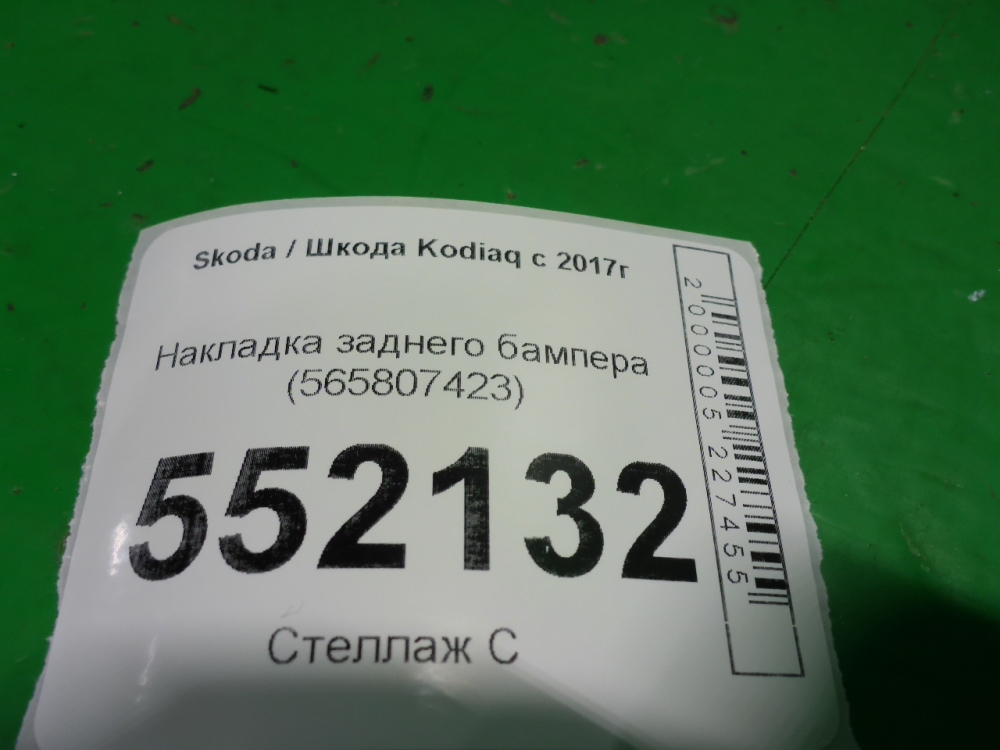 Skoda / Шкода Kodiaq с 2017г
Накладка заднего бампера
(565807423)
552132
Стеллаж С
2000005227455